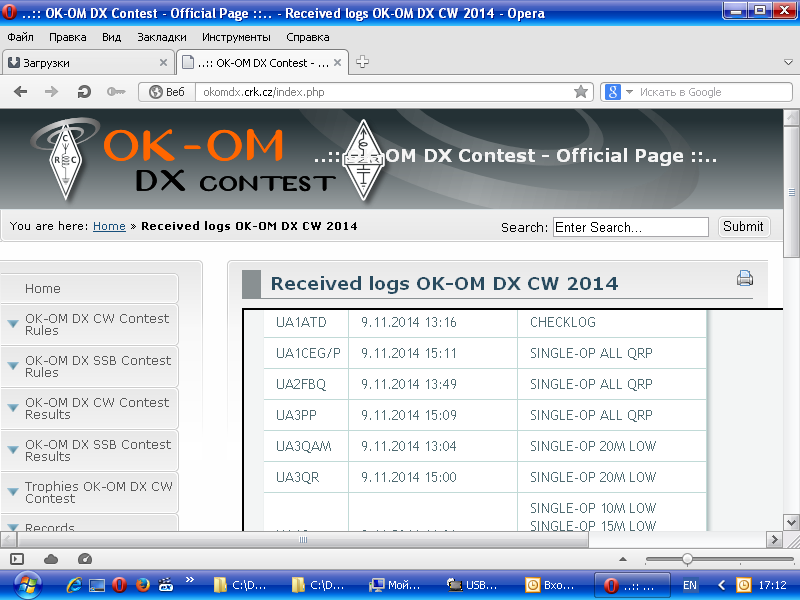 ..:: OK-OM DX Contest - Official Page ::.. - Received logs OK-OM DX CW 2014 - Opera
Файл Правка Вид Закладки Инструменты Справка
Загрузки
..:: OK-OM DX Contest - ...
Веб
okomdx.crk.cz/index.php
Искать в Google
C
R C
OK-OM
DX CONTEST
OM DX Contest - Official Page ::..
You are here: Home » Received logs OK-OM DX CW 2014
Search: Enter Search... Submit
Home
OK-OM DX CW Contest
Rules
OK-OM DX SSB Contest
Rules
OK-OM DX CW Contest
Results
OK-OM DX SSB Contest
Results
Trophies OK-OM DX CW
Contest
Records
Received logs OK-OM DX CW 2014
UA1ATD 9.11.2014 13:16 CHECKLOG
UA1CEG/P 9.11.2014 15:11 SINGLE-OP ALL QRP
UA2FBQ 9.11.2014 13:49 SINGLE-OP ALL QRP
UA3PP 9.11.2014 15:09 SINGLE-OP ALL QRP
UA3QAM 9.11.2014 13:04 SINGLE-OP 20M LOW
UA3QR 9.11.2014 15:00 SINGLE-OP 20M LOW
SINGLE-OP 10M LOW
SINGLE-OP 15M LOW
C:\D... C:\D... Мой... USB... Вхо... ..:: ... EN 17:12